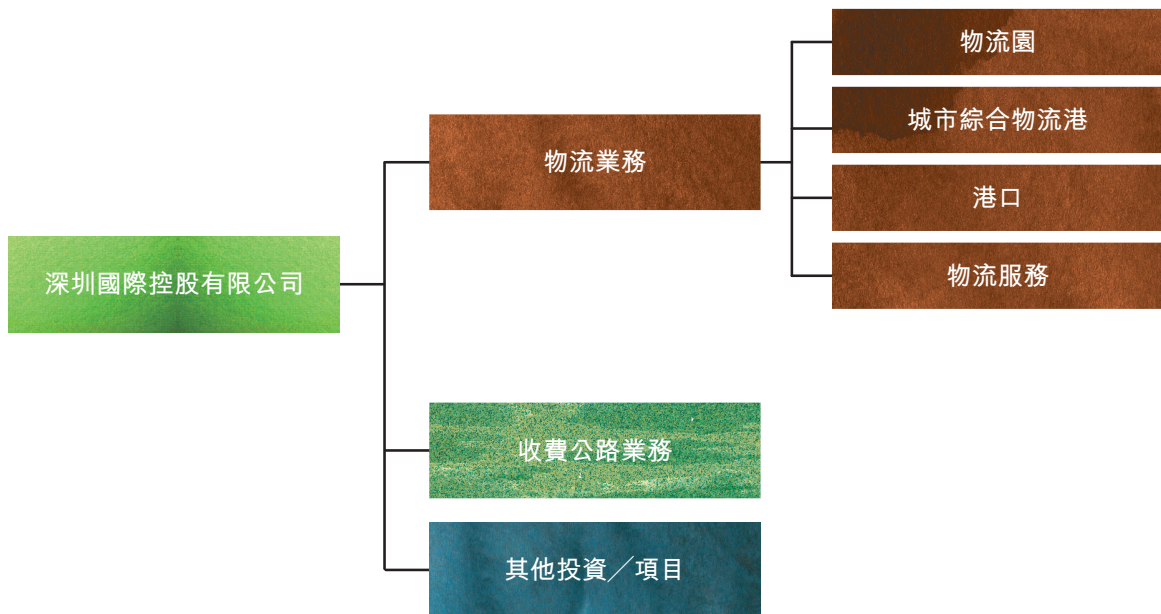 深圳國際控股有限公司
物流業務
物流園
城市綜合物流港
港口
物流服務
收費公路業務
其他投資／項目